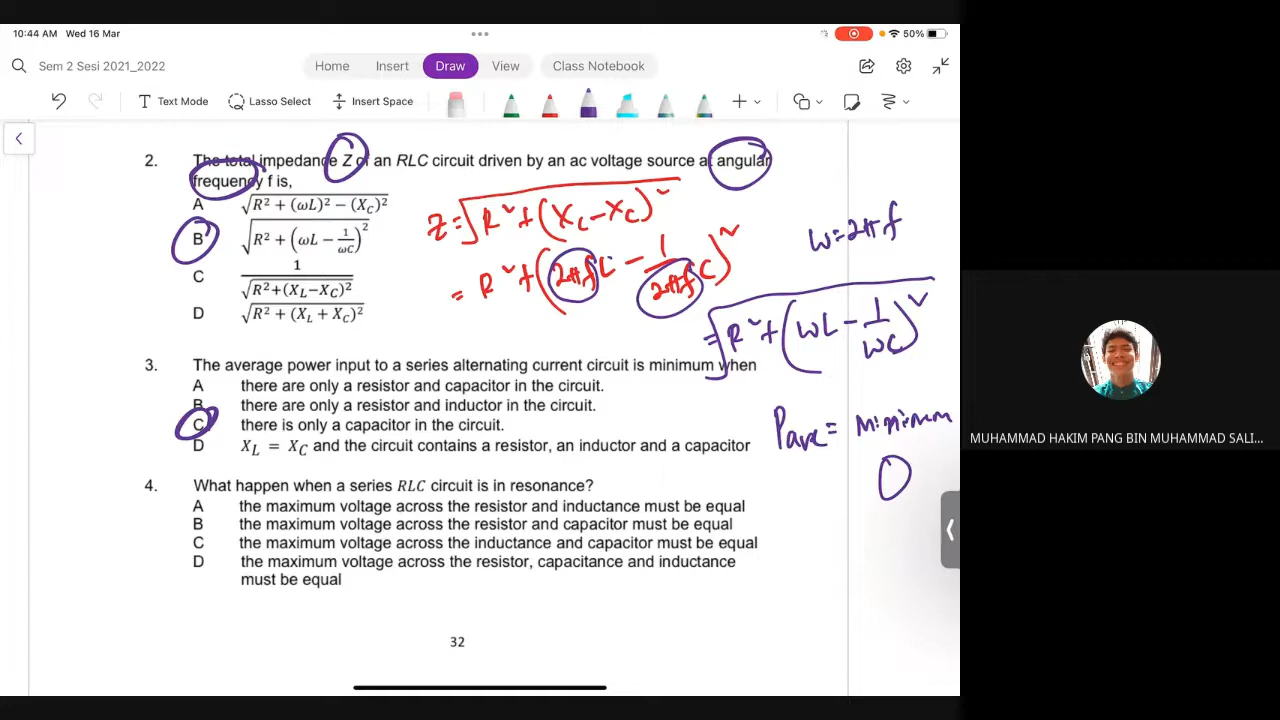 10:44 AM Wed 16 Mar
50%
Sem 2 Sesi 2021_2022
Home Insert Draw View Class Notebook
Text Mode Lasso Select Insert Space
2. The total impedance Z of an RLC circuit driven by an ac voltage source at angular
frequency f is,
A √(R² + (ωL)² − (X_C)²)
B √(R² + (ωL − 1/ωC)²)
C 1/√(R²+(X_L−X_C)²)
D √(R² + (X_L + X_C)²)
Z = √(R² + (X_C − X_C)²)
= R² + (2πfL − 1/2πfC)²
ω = 2πf
= √(R² + (ωL − 1/ωC)²)
3. The average power input to a series alternating current circuit is minimum when
A there are only a resistor and capacitor in the circuit.
B there are only a resistor and inductor in the circuit.
C there is only a capacitor in the circuit.
D X_L = X_C and the circuit contains a resistor, an inductor and a capacitor
Pave = minimum
0
4. What happen when a series RLC circuit is in resonance?
A the maximum voltage across the resistor and inductance must be equal
B the maximum voltage across the resistor and capacitor must be equal
C the maximum voltage across the inductance and capacitor must be equal
D the maximum voltage across the resistor, capacitance and inductance
must be equal
32
MUHAMMAD HAKIM PANG BIN MUHAMMAD SALI...